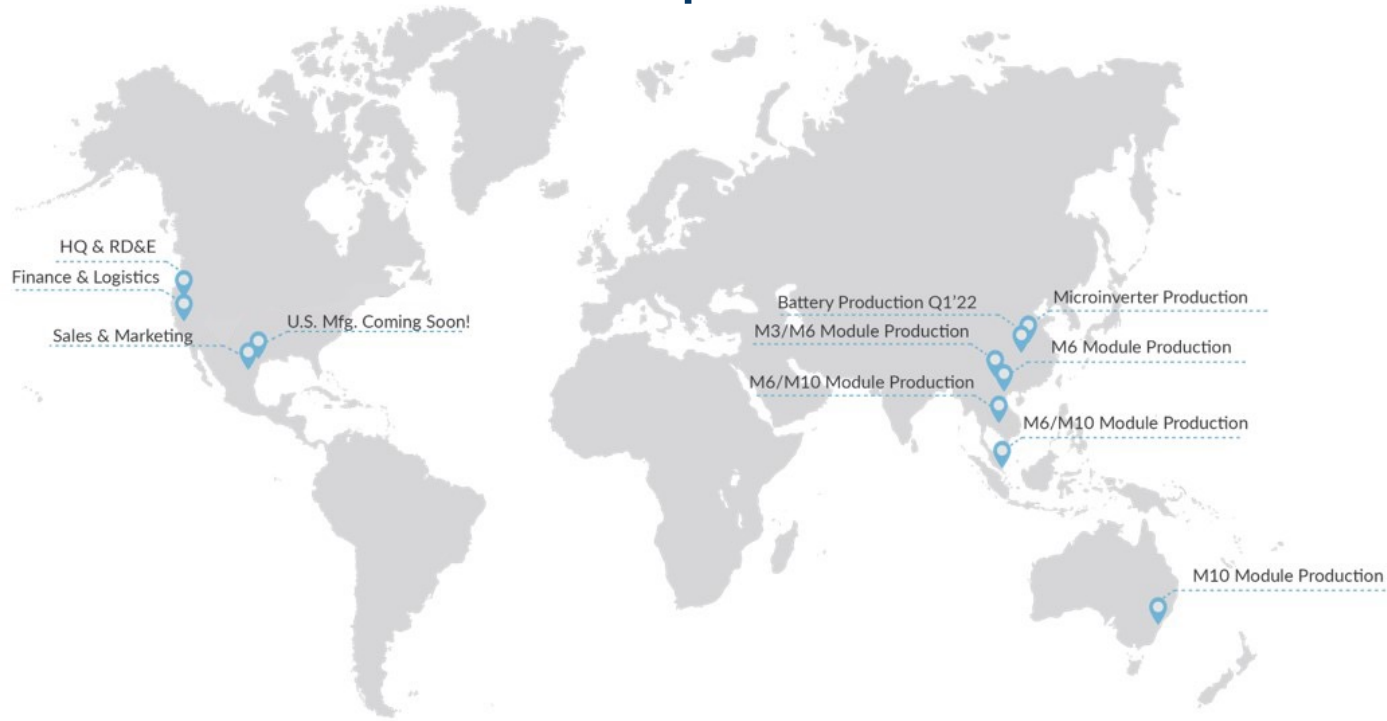 HQ & RD&E
Finance & Logistics
Sales & Marketing
U.S. Mfg. Coming Soon!
Battery Production Q1'22
Microinverter Production
M3/M6 Module Production
M6 Module Production
M6/M10 Module Production
M6/M10 Module Production
M10 Module Production